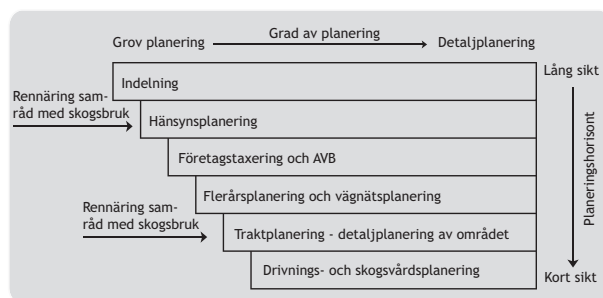 Grad av planering
Grov planering
Detaljplanering
Lång sikt
Indelning
Rennäring sam-
råd med skogsbruk
Hänsynsplanering
Företagstaxering och AVB
Flerårsplanering och vägnätsplanering
Rennäring sam-
råd med skogsbruk
Traktplanering - detaljplanering av området
Drivnings- och skogsvårdsplanering
Planeringshorisont
Kort sikt